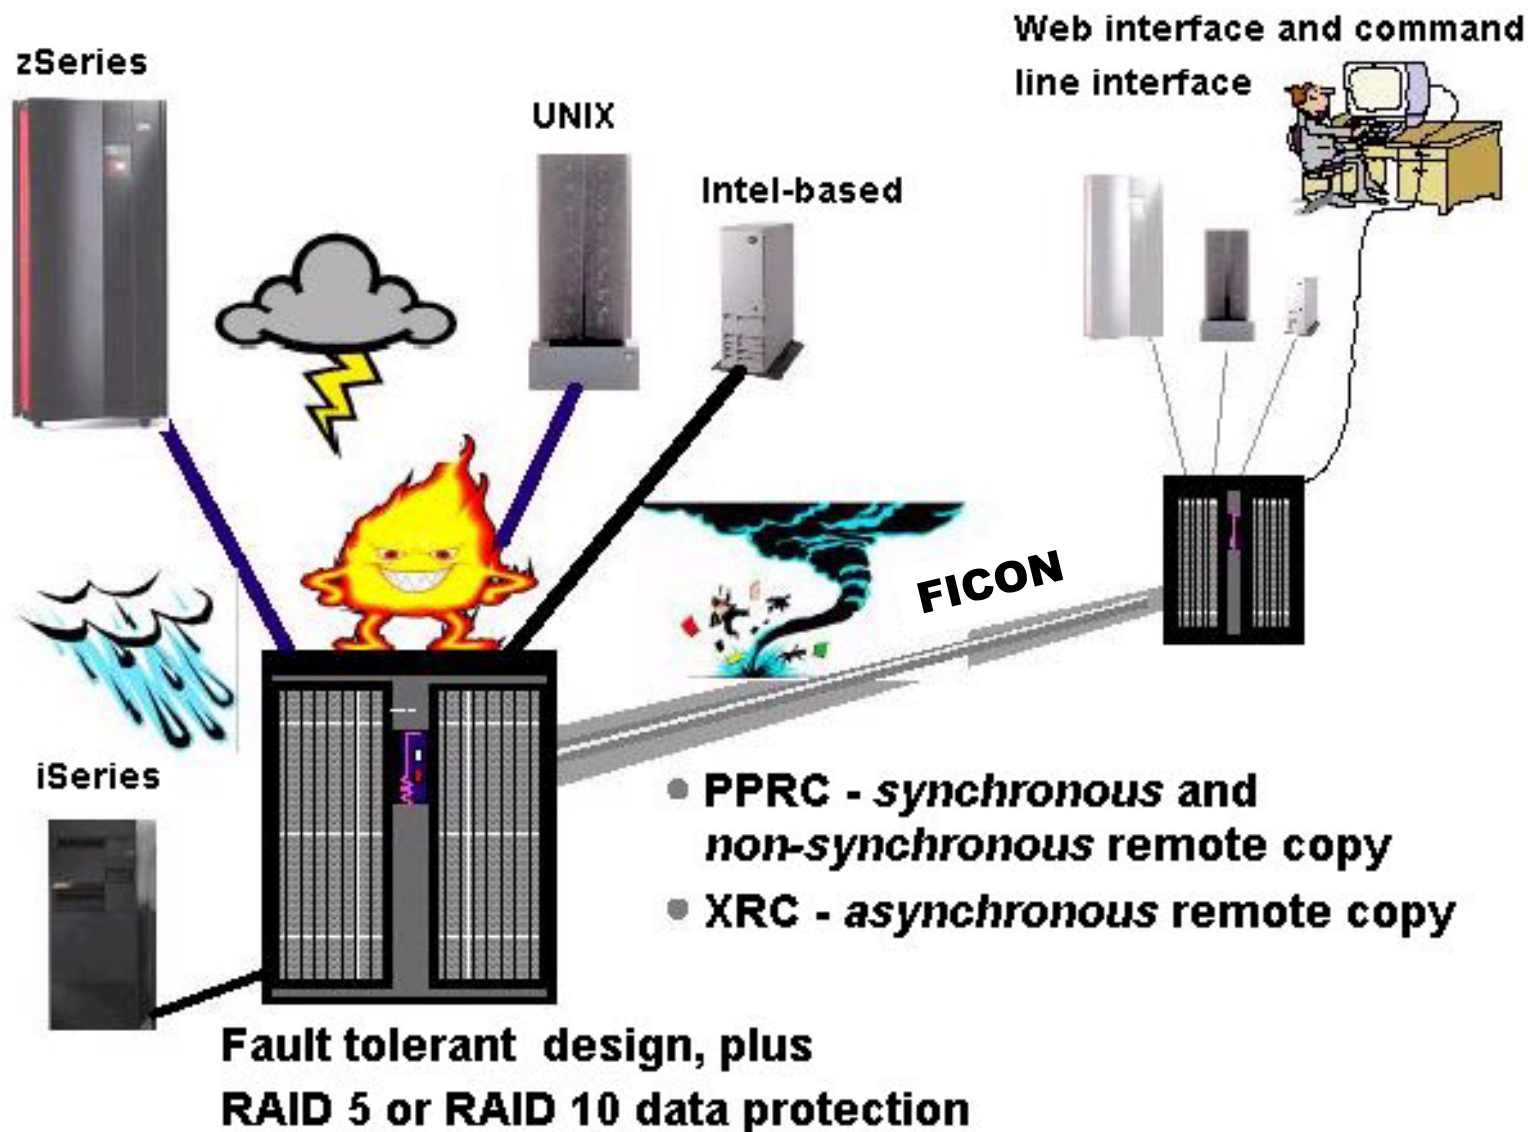 Web interface and command
line interface
zSeries
UNIX
Intel-based
FICON
iSeries
PPRC - synchronous and
non-synchronous remote copy
XRC - asynchronous remote copy
Fault tolerant design, plus
RAID 5 or RAID 10 data protection